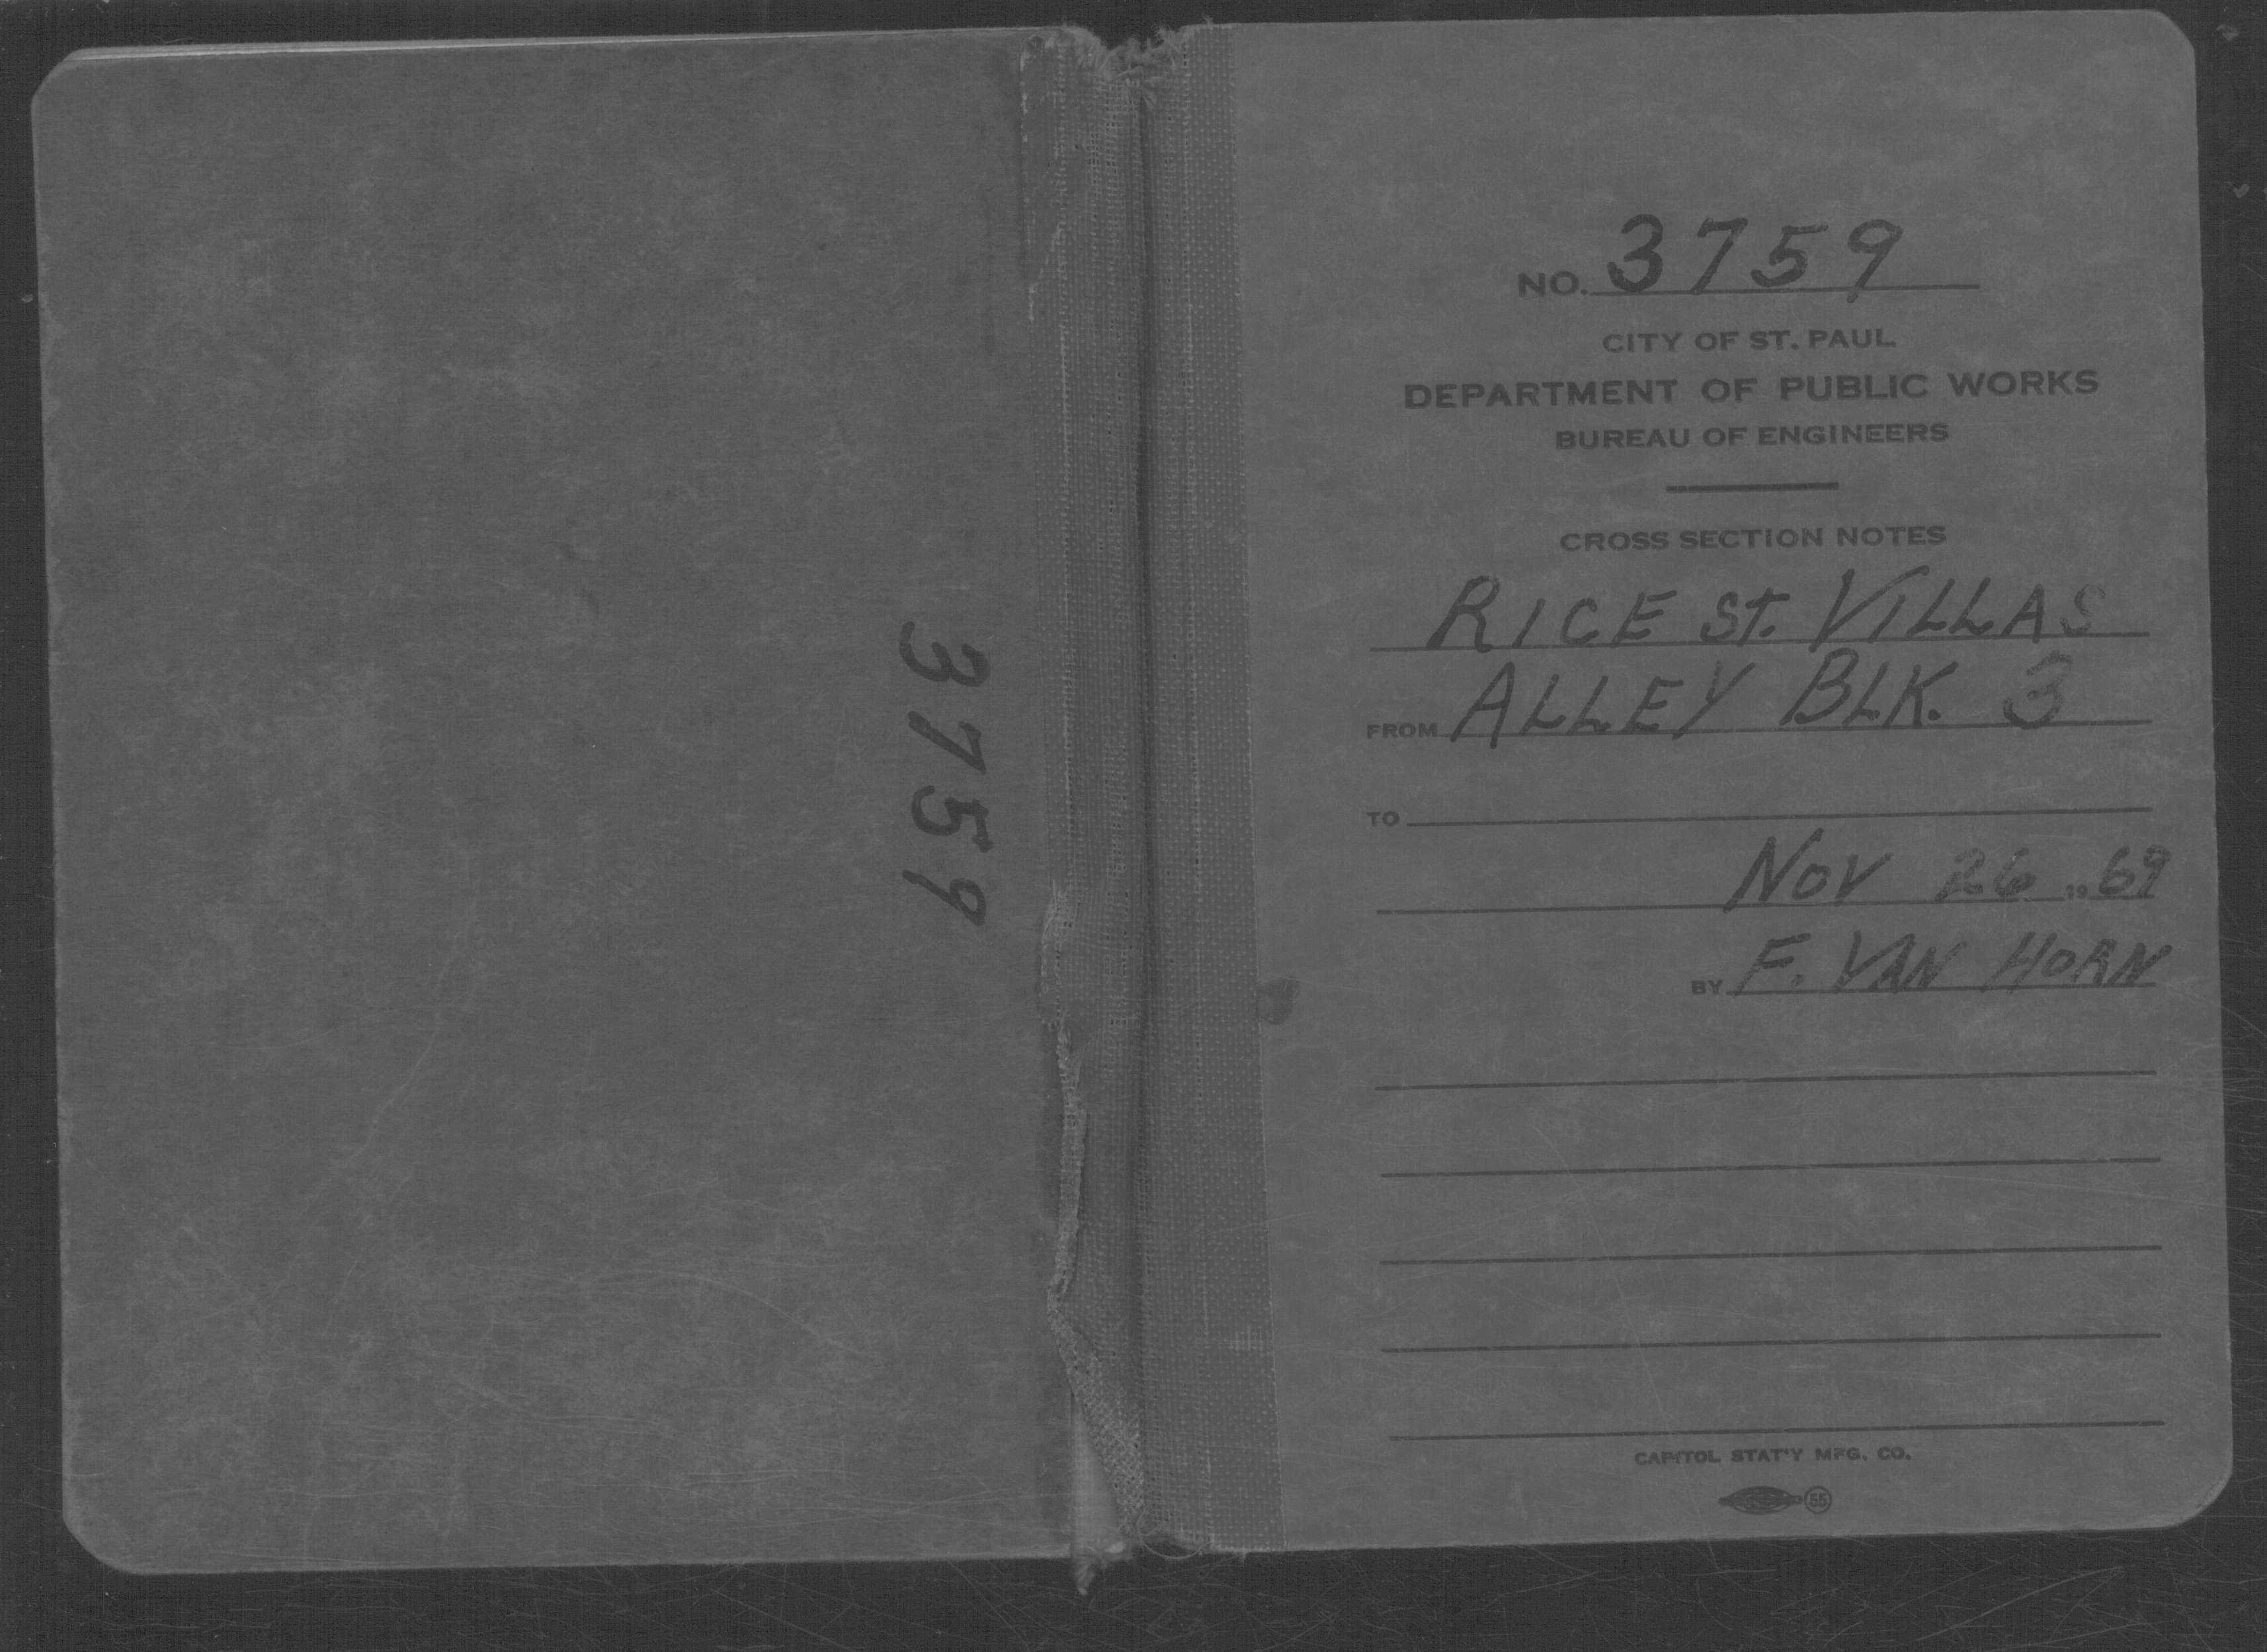 3759
NO. 3759
CITY OF ST. PAUL
DEPARTMENT OF PUBLIC WORKS
BUREAU OF ENGINEERS
CROSS SECTION NOTES
RICE ST. VILLAS
FROM ALLEY BLK. 3
TO
NOV 26 1969
BY F. VAN HORN
CAPITOL STAT'Y MFG. CO.
55